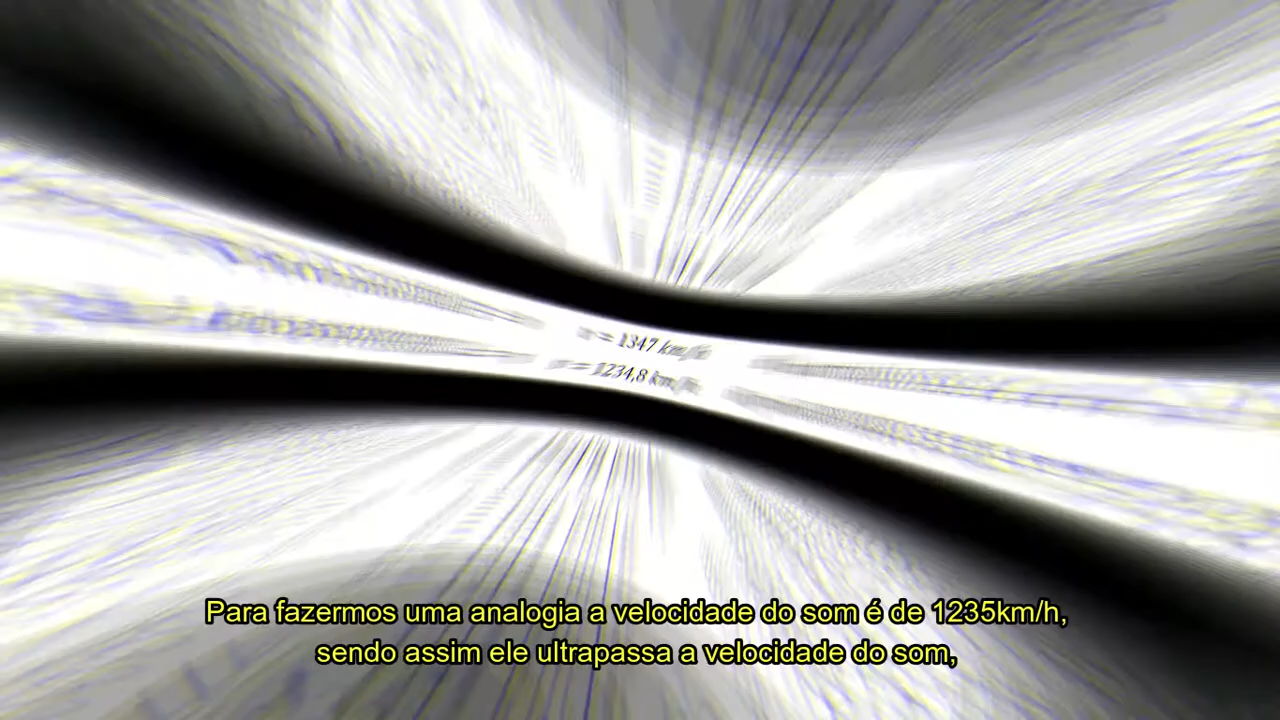 v = 1347 km/h
v = 1234,8 km/h
Para fazermos uma analogia a velocidade do som é de 1235km/h,
sendo assim ele ultrapassa a velocidade do som,